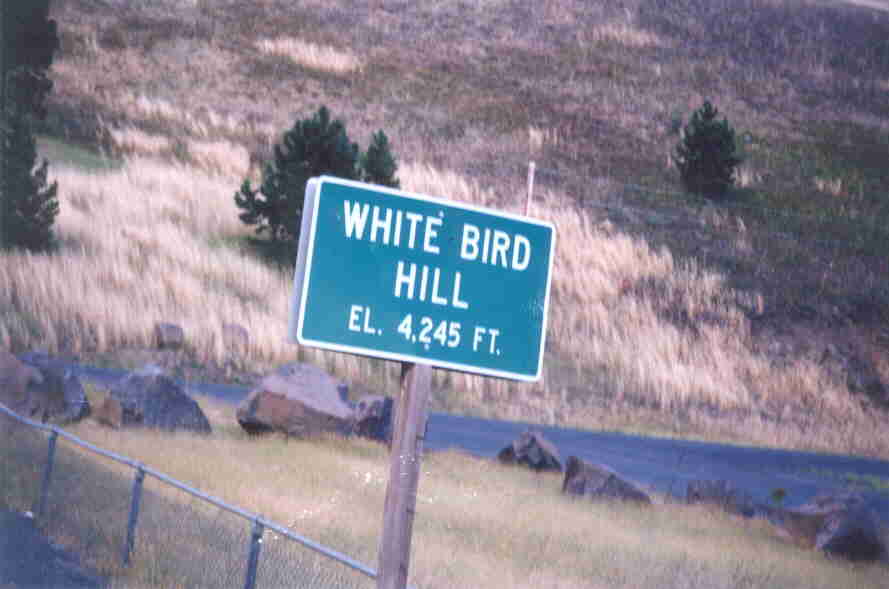 WHITE BIRD
HILL
EL. 4,245 FT.